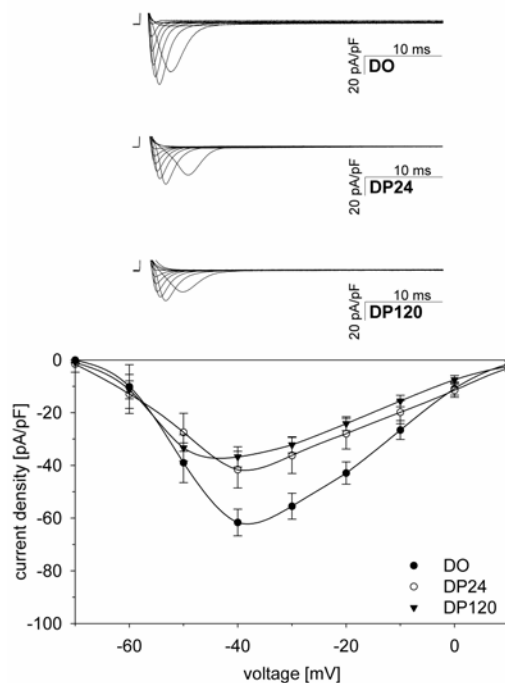 10 ms
20 pA/pF
DO
10 ms
20 pA/pF
DP24
10 ms
20 pA/pF
DP120
0
-20
-40
-60
-80
-100
current density [pA/pF]
DO
DP24
DP120
-60 -40 -20 0
voltage [mV]